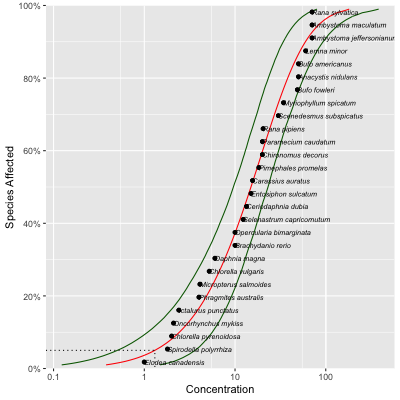 100%
80%
60%
40%
20%
0%
Species Affected
Rana sylvatica
Ambystoma maculatum
Ambystoma jeffersonianum
Lemna minor
Bufo americanus
Anacystis nidulans
Bufo fowleri
Myriophyllum spicatum
Scenedesmus subspicatus
Rana pipiens
Paramecium caudatum
Chironomus decorus
Pimephales promelas
Carassius auratus
Entosiphon sulcatum
Ceriodaphnia dubia
Selenastrum capricornutum
Opercularia bimarginata
Brachydanio rerio
Daphnia magna
Chlorella vulgaris
Micropterus salmoides
Phragmites australis
Ictalurus punctatus
Oncorhynchus mykiss
Chlorella pyrenoidosa
Spirodella polyrrhiza
Elodea canadensis
0.1 1 10 100
Concentration